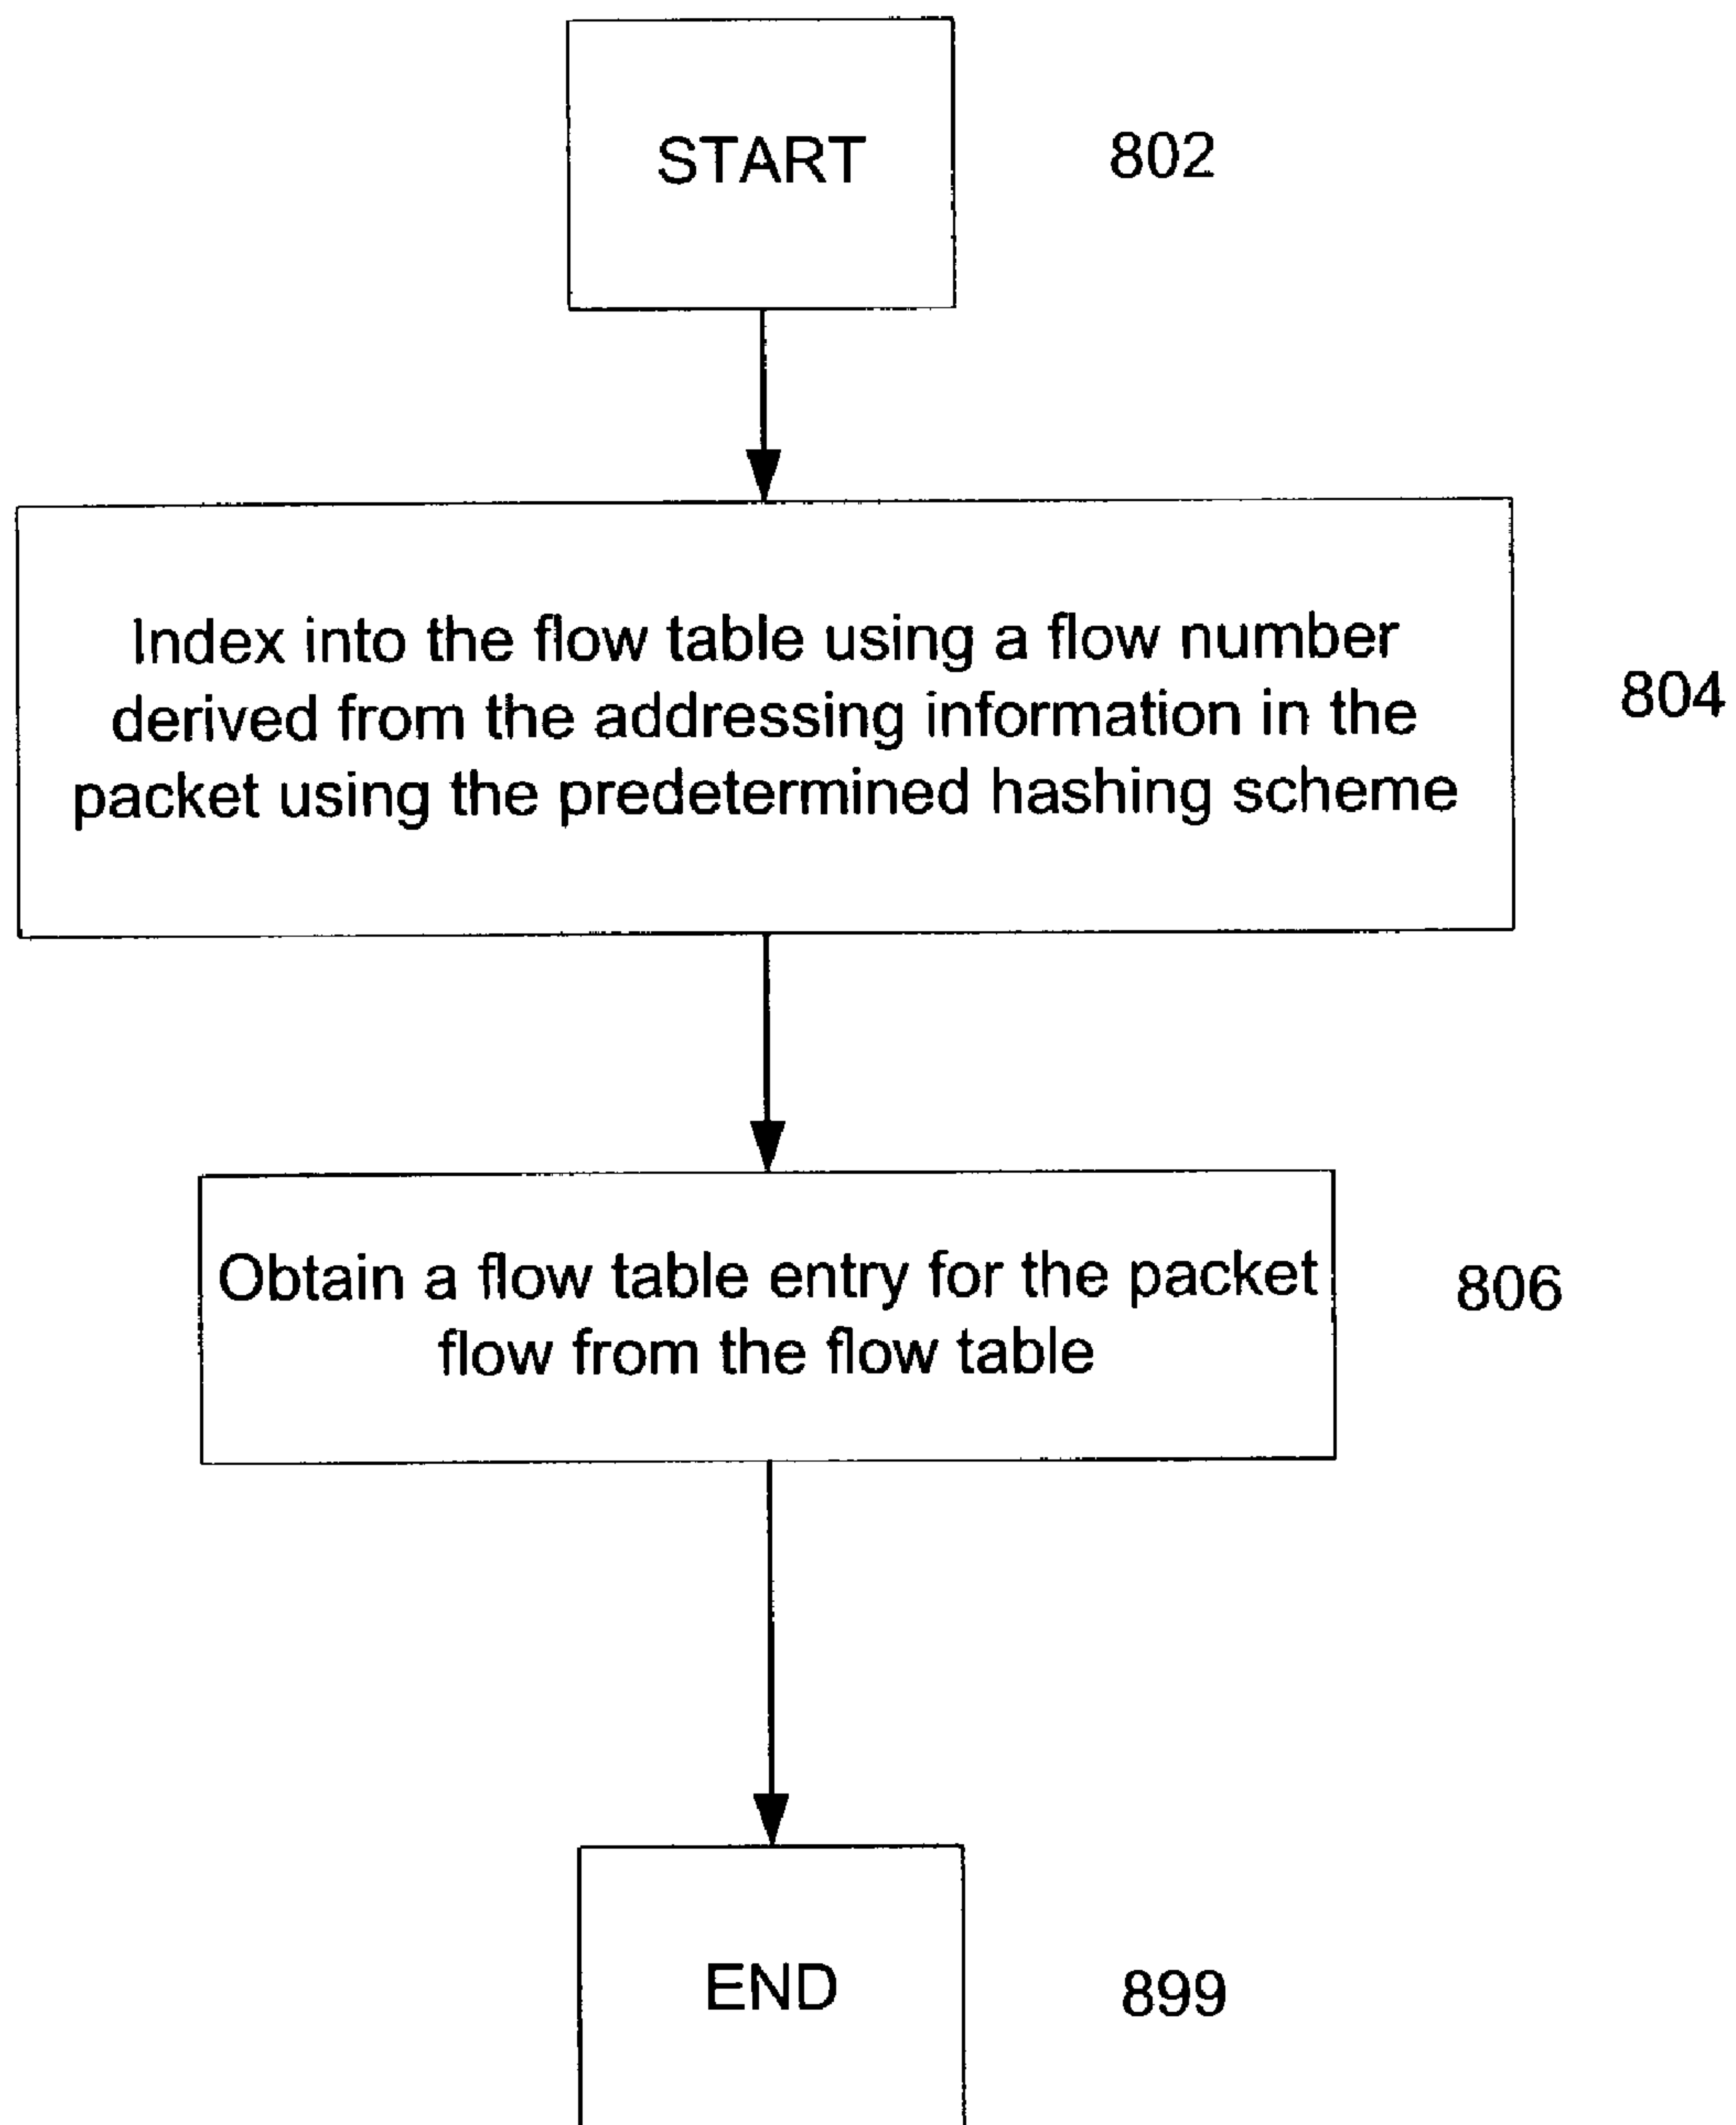 START
802
Index into the flow table using a flow number
derived from the addressing information in the
packet using the predetermined hashing scheme
804
Obtain a flow table entry for the packet
flow from the flow table
806
END
899